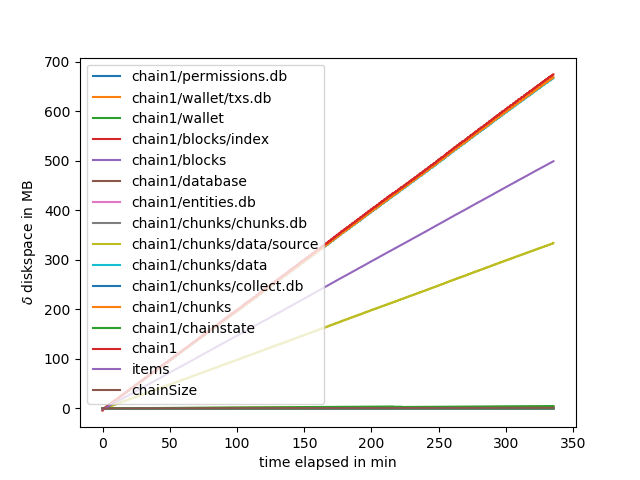 700
600
500
400
300
200
100
0
δ diskspace in MB
chain1/permissions.db
chain1/wallet/txs.db
chain1/wallet
chain1/blocks/index
chain1/blocks
chain1/database
chain1/entities.db
chain1/chunks/chunks.db
chain1/chunks/data/source
chain1/chunks/data
chain1/chunks/collect.db
chain1/chunks
chain1/chainstate
chain1
items
chainSize
0 50 100 150 200 250 300 350
time elapsed in min